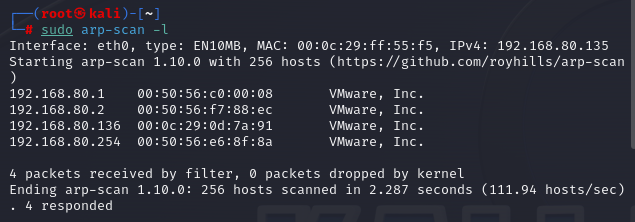 ┌──(root㉿kali)-[~]
└─# sudo arp-scan -l
Interface: eth0, type: EN10MB, MAC: 00:0c:29:ff:55:f5, IPv4: 192.168.80.135
Starting arp-scan 1.10.0 with 256 hosts (https://github.com/royhills/arp-scan
)
192.168.80.1    00:50:56:c0:00:08       VMware, Inc.
192.168.80.2    00:50:56:f7:88:ec       VMware, Inc.
192.168.80.136  00:0c:29:0d:7a:91       VMware, Inc.
192.168.80.254  00:50:56:e6:8f:8a       VMware, Inc.

4 packets received by filter, 0 packets dropped by kernel
Ending arp-scan 1.10.0: 256 hosts scanned in 2.287 seconds (111.94 hosts/sec)
. 4 responded